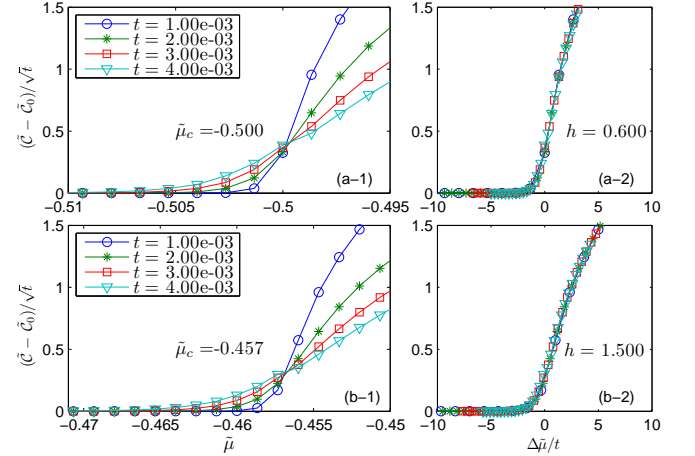 1.5
1
0.5
0
(C̃ − C̃₀)/√t
t = 1.00e-03
t = 2.00e-03
t = 3.00e-03
t = 4.00e-03
μ̃c =-0.500
(a-1)
-0.51 -0.505 -0.5 -0.495
1.5
1
0.5
0
h = 0.600
(a-2)
-10 -5 0 5 10
1.5
1
0.5
0
(C̃ − C̃₀)/√t
t = 1.00e-03
t = 2.00e-03
t = 3.00e-03
t = 4.00e-03
μ̃c =-0.457
(b-1)
-0.47 -0.465 -0.46 -0.455 -0.45
μ̃
1.5
1
0.5
0
h = 1.500
(b-2)
-10 -5 0 5 10
Δμ̃/t